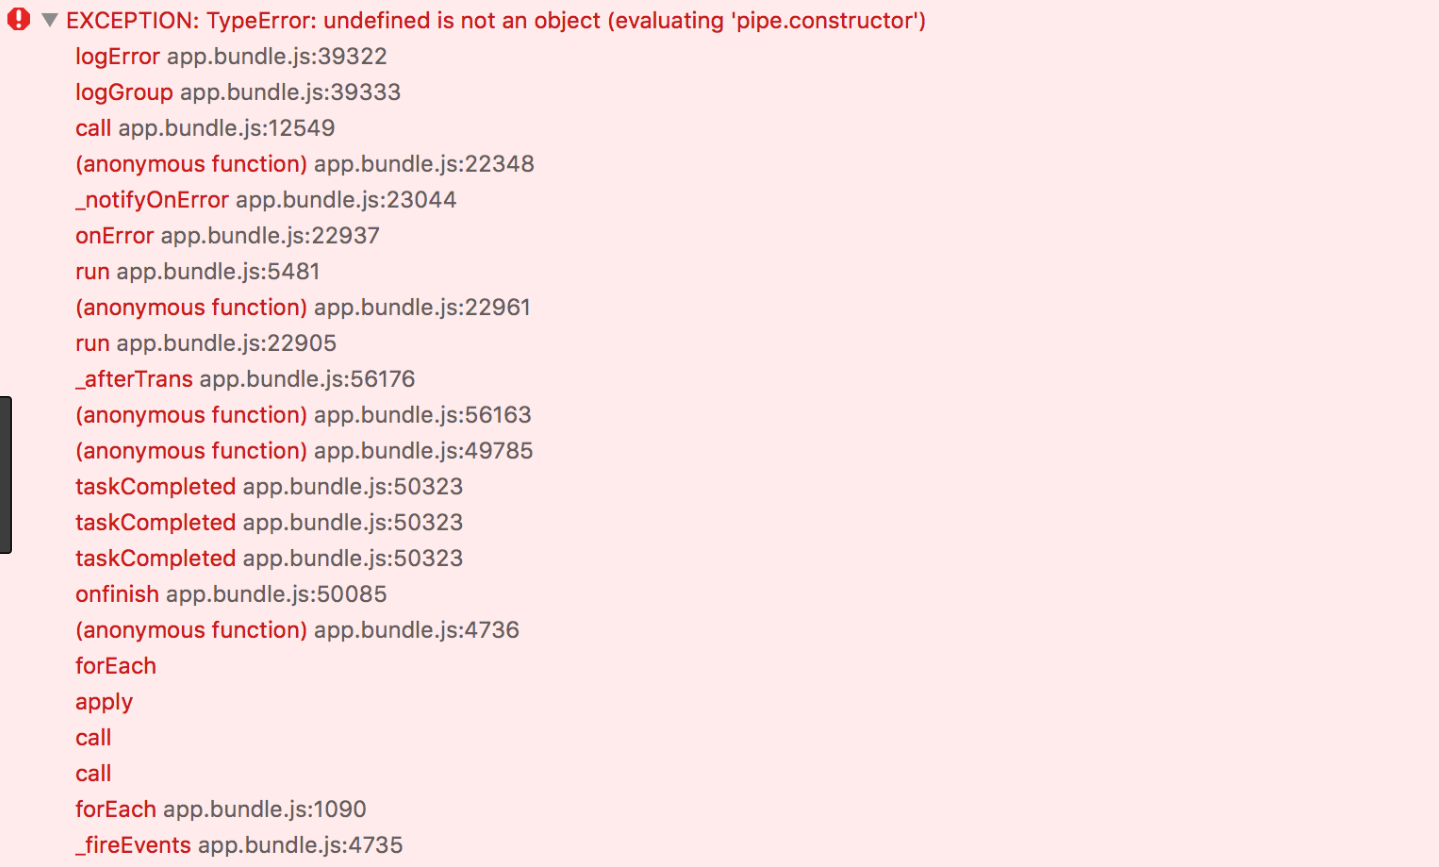 EXCEPTION: TypeError: undefined is not an object (evaluating 'pipe.constructor')
logError app.bundle.js:39322
logGroup app.bundle.js:39333
call app.bundle.js:12549
(anonymous function) app.bundle.js:22348
_notifyOnError app.bundle.js:23044
onError app.bundle.js:22937
run app.bundle.js:5481
(anonymous function) app.bundle.js:22961
run app.bundle.js:22905
_afterTrans app.bundle.js:56176
(anonymous function) app.bundle.js:56163
(anonymous function) app.bundle.js:49785
taskCompleted app.bundle.js:50323
taskCompleted app.bundle.js:50323
taskCompleted app.bundle.js:50323
onfinish app.bundle.js:50085
(anonymous function) app.bundle.js:4736
forEach
apply
call
call
forEach app.bundle.js:1090
_fireEvents app.bundle.js:4735